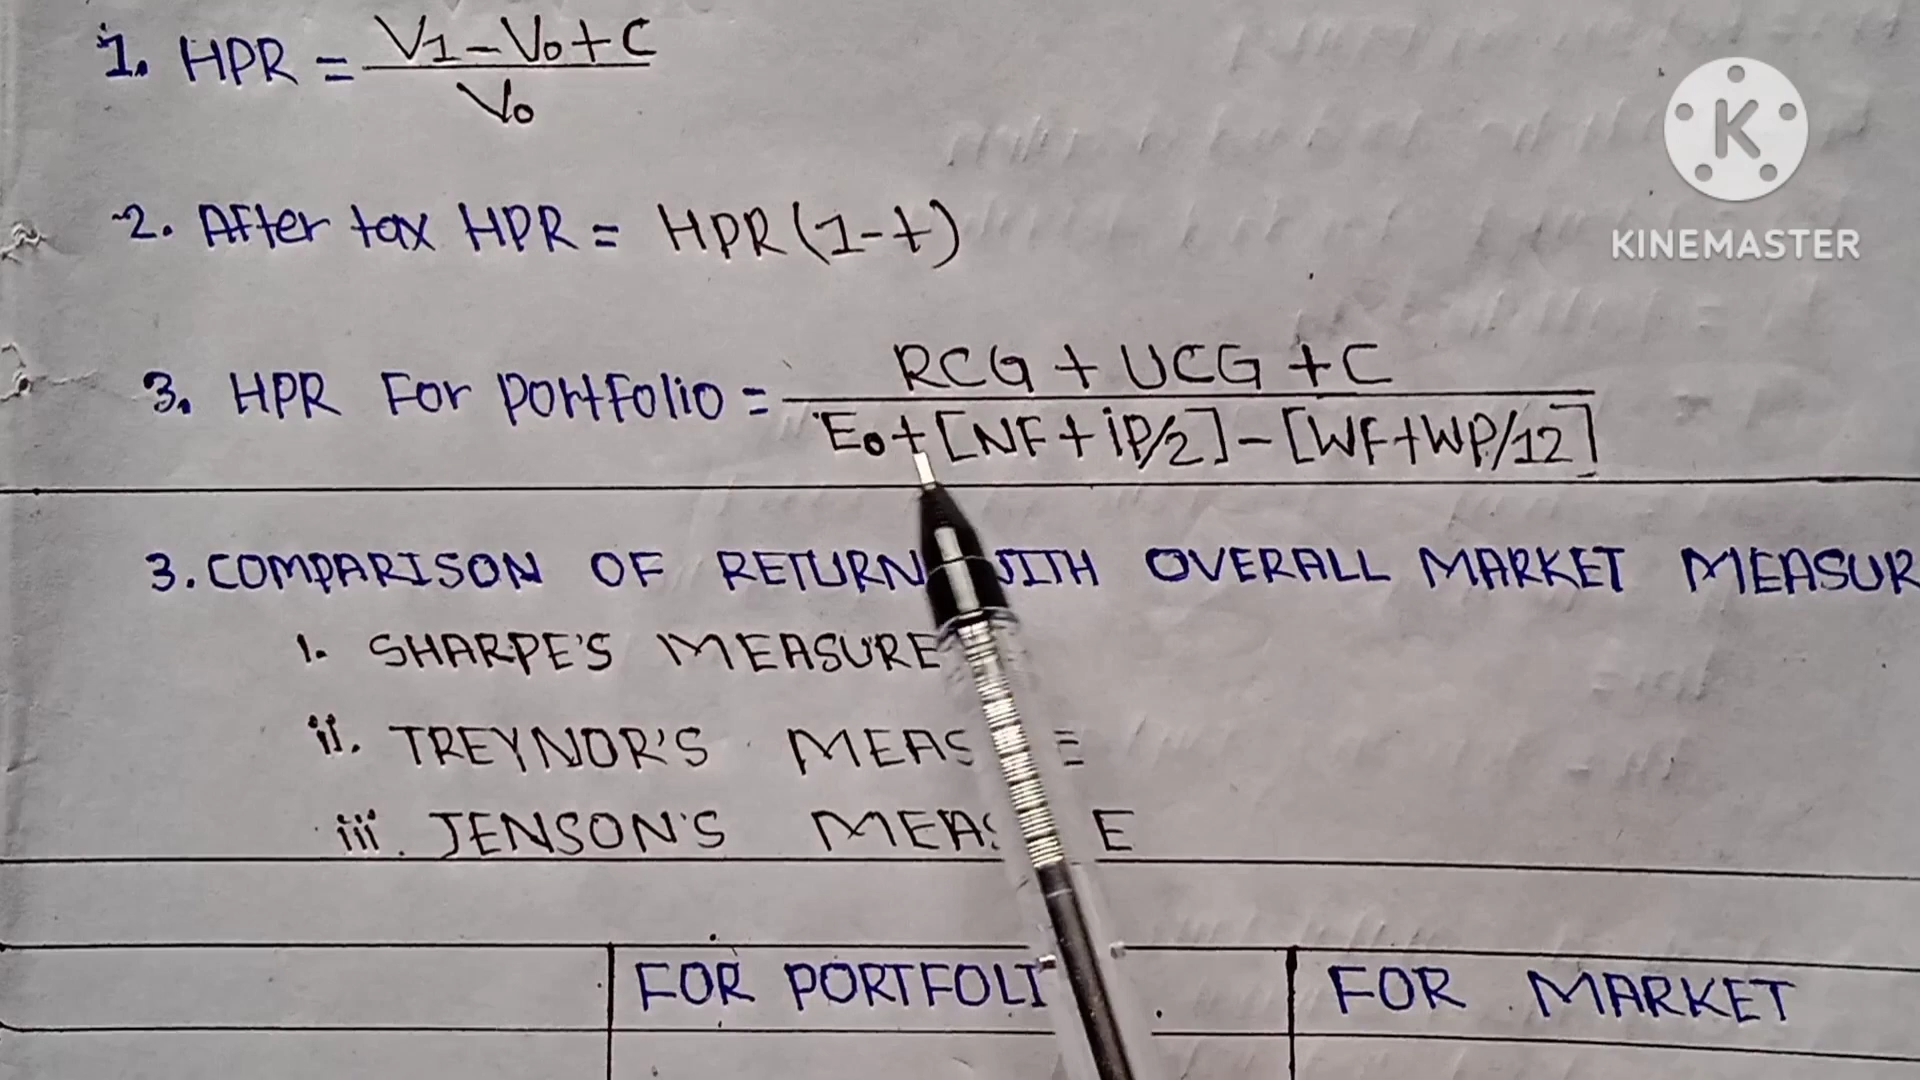 1. HPR = V1 - V0 + C
V0
K
KINEMASTER
2. After tax HPR = HPR (1-t)
3. HPR For Portfolio = RCG + UCG + C
E0 + [NF + iP/2] - [WF + WP/12]
3. COMPARISON OF RETURN WITH OVERALL MARKET MEASUR
i. SHARPE'S MEASURE
ii. TREYNOR'S MEAS E
iii. JENSON'S MEAS E
FOR PORTFOLI FOR MARKET